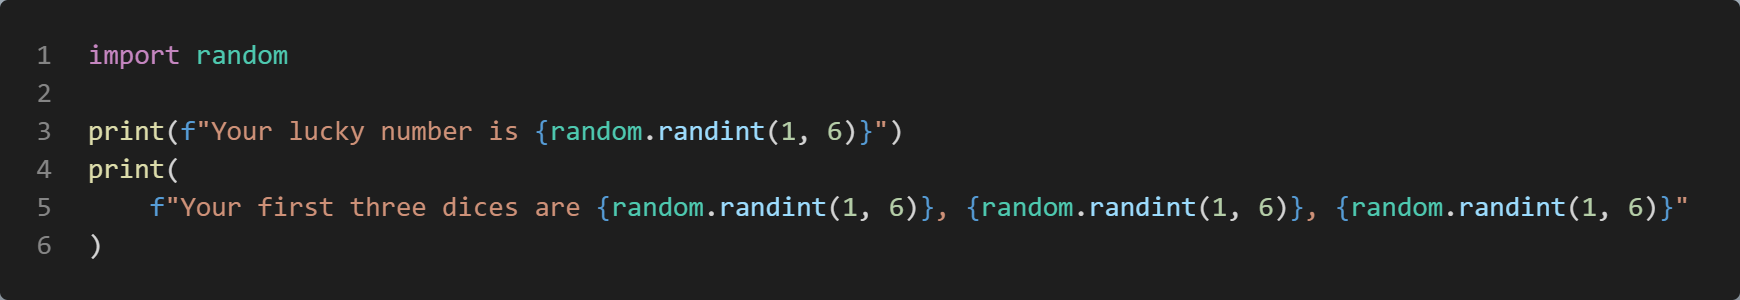 1 import random
2
3 print(f"Your lucky number is {random.randint(1, 6)}")
4 print(
5     f"Your first three dices are {random.randint(1, 6)}, {random.randint(1, 6)}, {random.randint(1, 6)}"
6 )